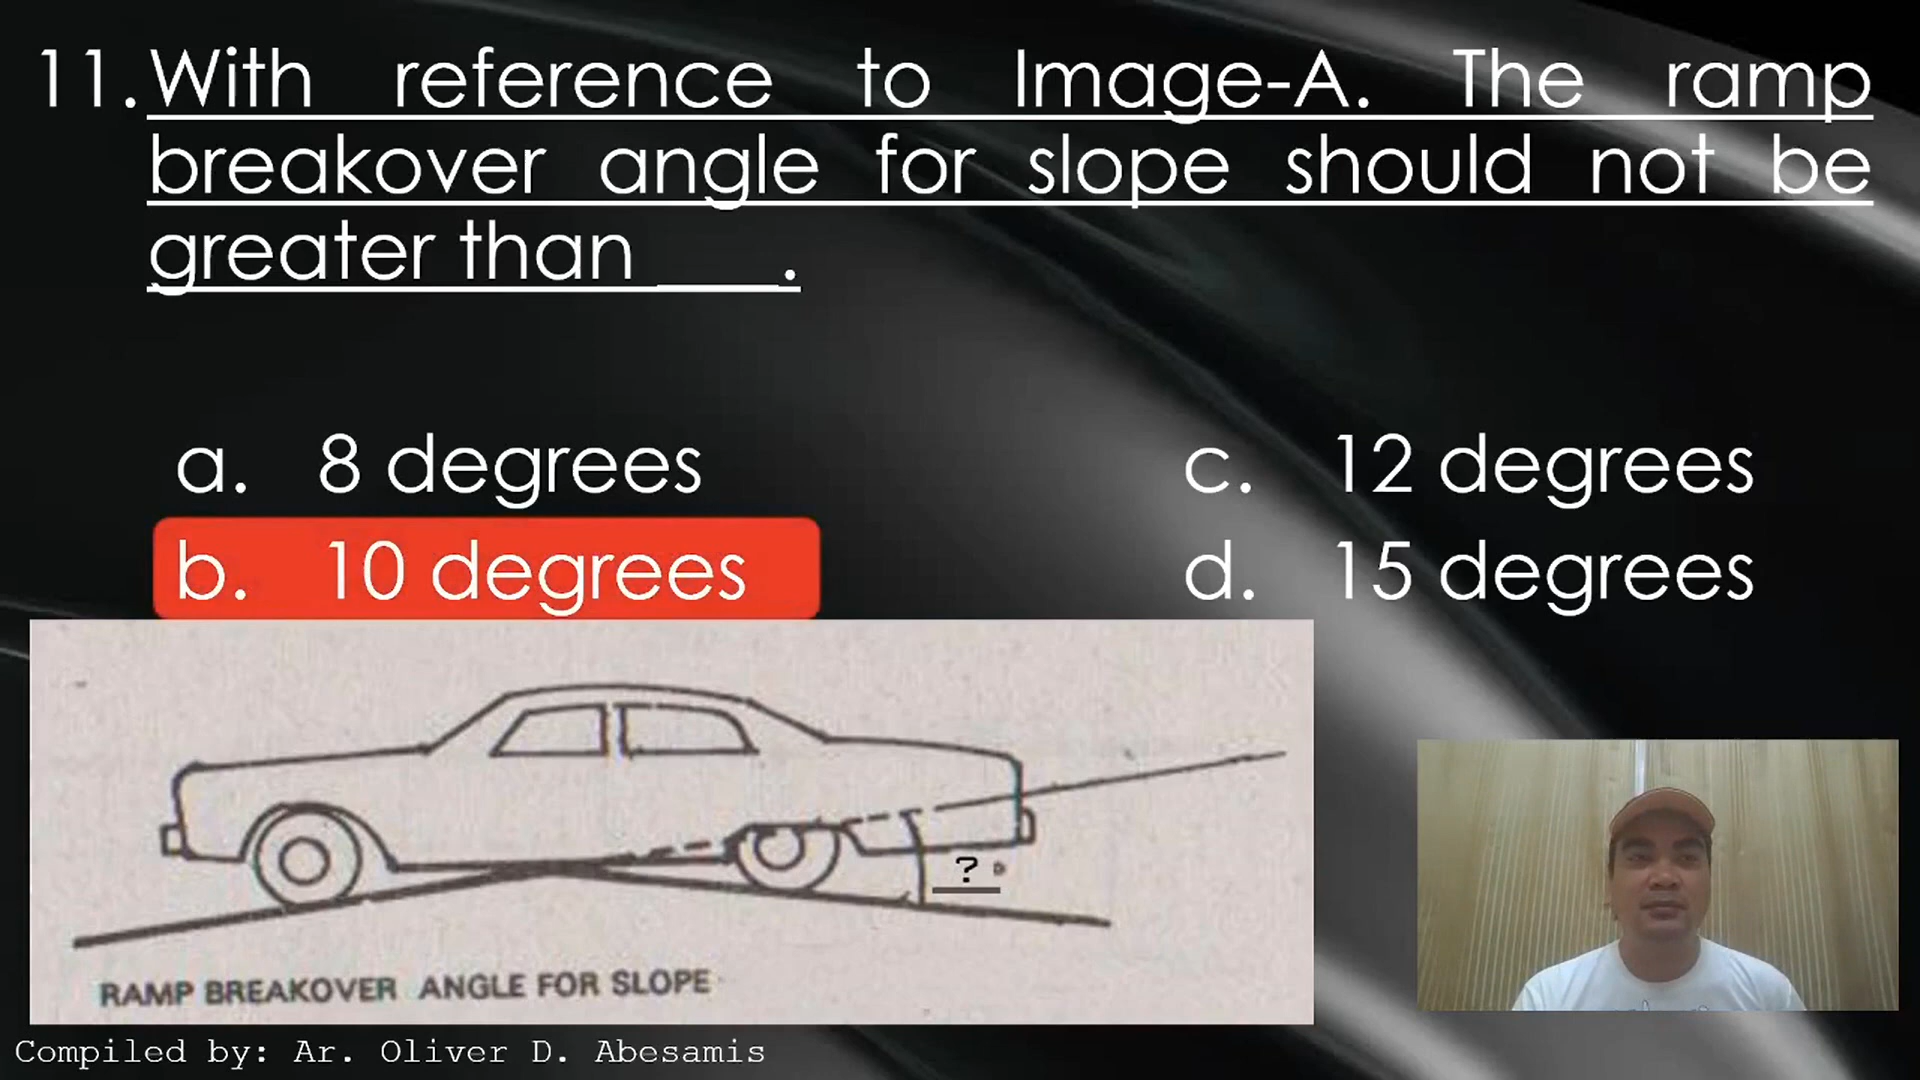 11. With reference to Image-A. The ramp
breakover angle for slope should not be
greater than ____.
a. 8 degrees
b. 10 degrees
c. 12 degrees
d. 15 degrees
?°
RAMP BREAKOVER ANGLE FOR SLOPE
Compiled by: Ar. Oliver D. Abesamis